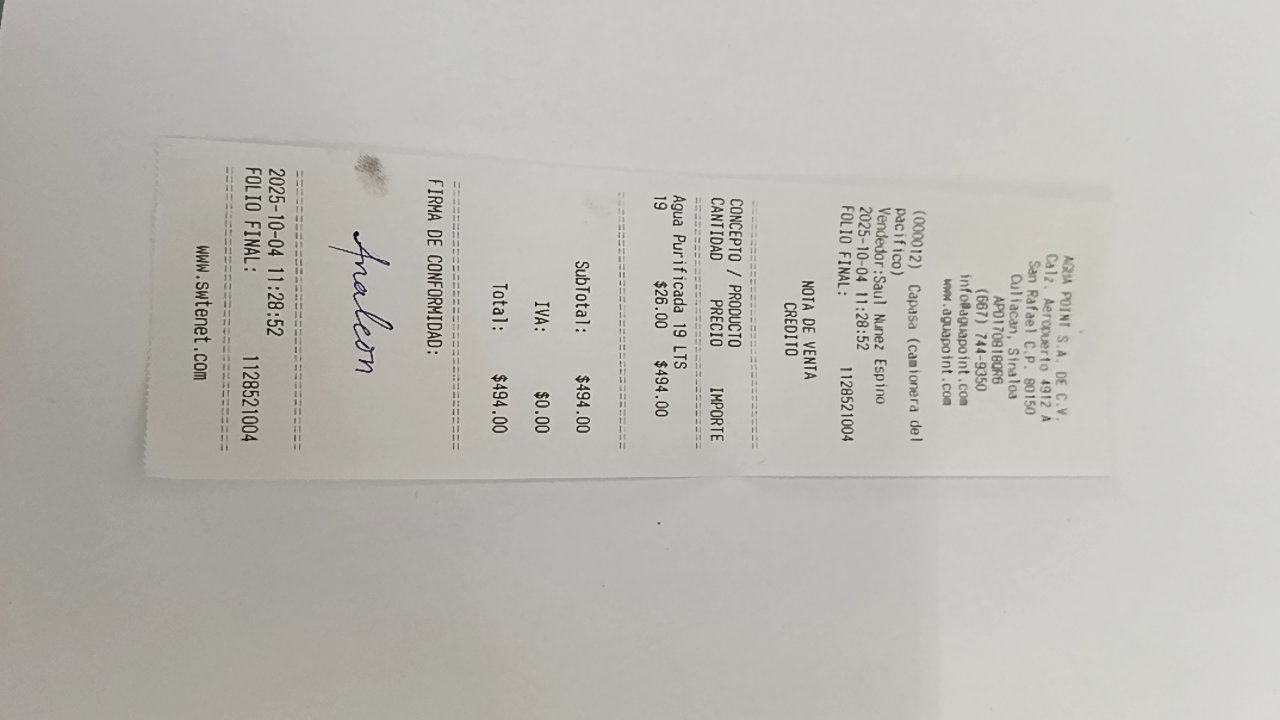 AGUA POINT S.A. DE C.V.
Calz. Aeropuerto 4912 A
San Rafael C.P. 80150
Culiacan, Sinaloa
APO170818QR6
(667) 744-9350
info@aguapoint.com
www.aguapoint.com
(000012) Capasa (camionera del
pacifico)
Vendedor:Saul Nunez Espino
2025-10-04 11:28:52
FOLIO FINAL: 1128521004
NOTA DE VENTA
CREDITO
CONCEPTO / PRODUCTO
CANTIDAD PRECIO IMPORTE
Agua Purificada 19 LTS
19 $26.00 $494.00
SubTotal: $494.00
IVA: $0.00
Total: $494.00
FIRMA DE CONFORMIDAD:
Analeon
2025-10-04 11:28:52
FOLIO FINAL: 1128521004
www.swtenet.com